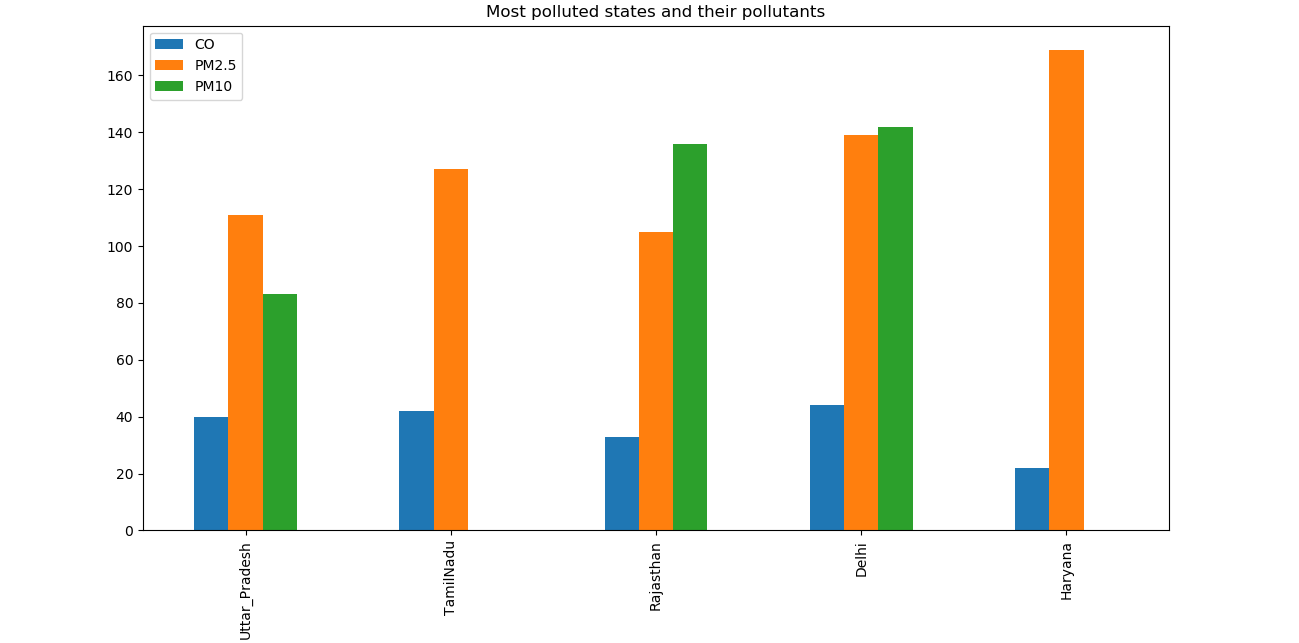 Most polluted states and their pollutants
CO
PM2.5
PM10
160
140
120
100
80
60
40
20
0
Uttar_Pradesh
TamilNadu
Rajasthan
Delhi
Haryana